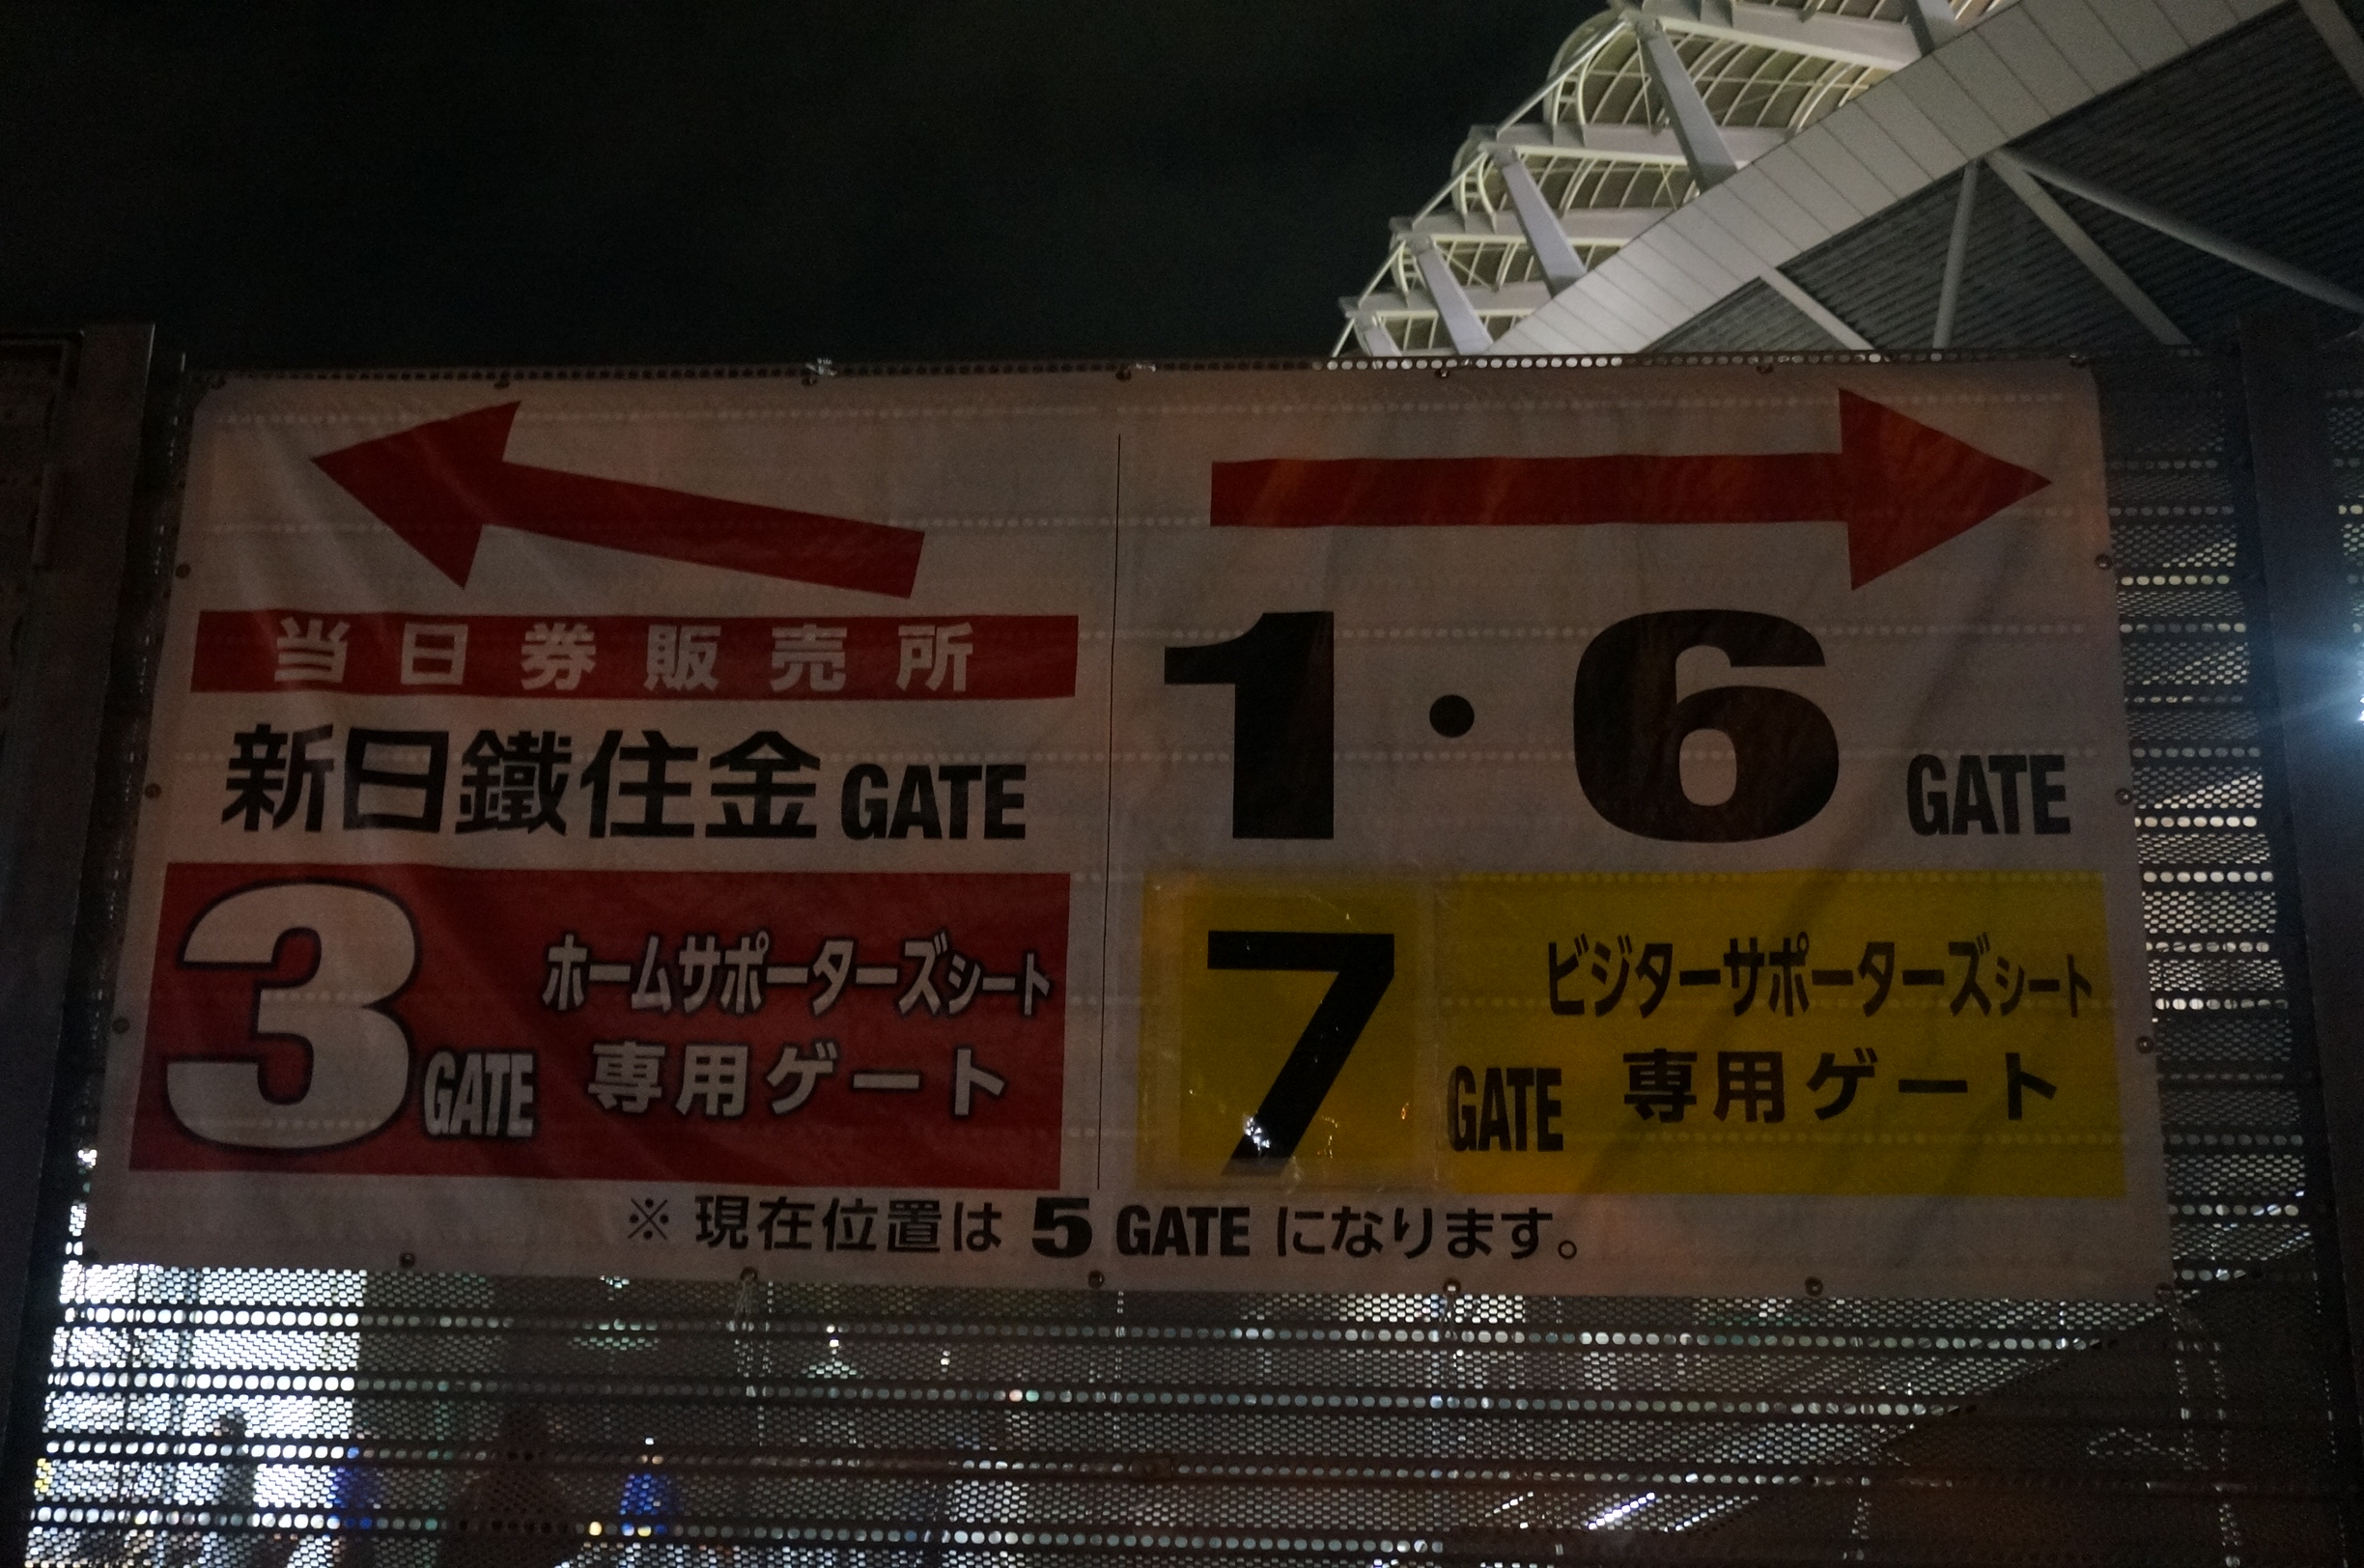 当日券販売所
新日鐵住金 GATE
3 GATE ホームサポーターズシート
専用ゲート
1・6 GATE
7 GATE ビジターサポーターズシート
専用ゲート
※ 現在位置は 5 GATE になります。